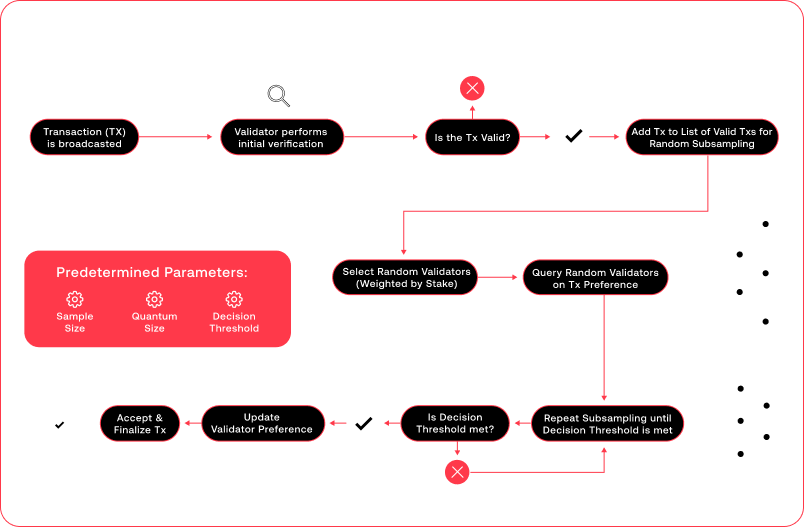 Transaction (TX)
is broadcasted
Validator performs
initial verification
Is the Tx Valid?
Add Tx to List of Valid Txs for
Random Subsampling
Predetermined Parameters:
Sample
Size
Quantum
Size
Decision
Threshold
Select Random Validators
(Weighted by Stake)
Query Random Validators
on Tx Preference
Accept &
Finalize Tx
Update
Validator Preference
Is Decision
Threshold met?
Repeat Subsampling until
Decision Threshold is met